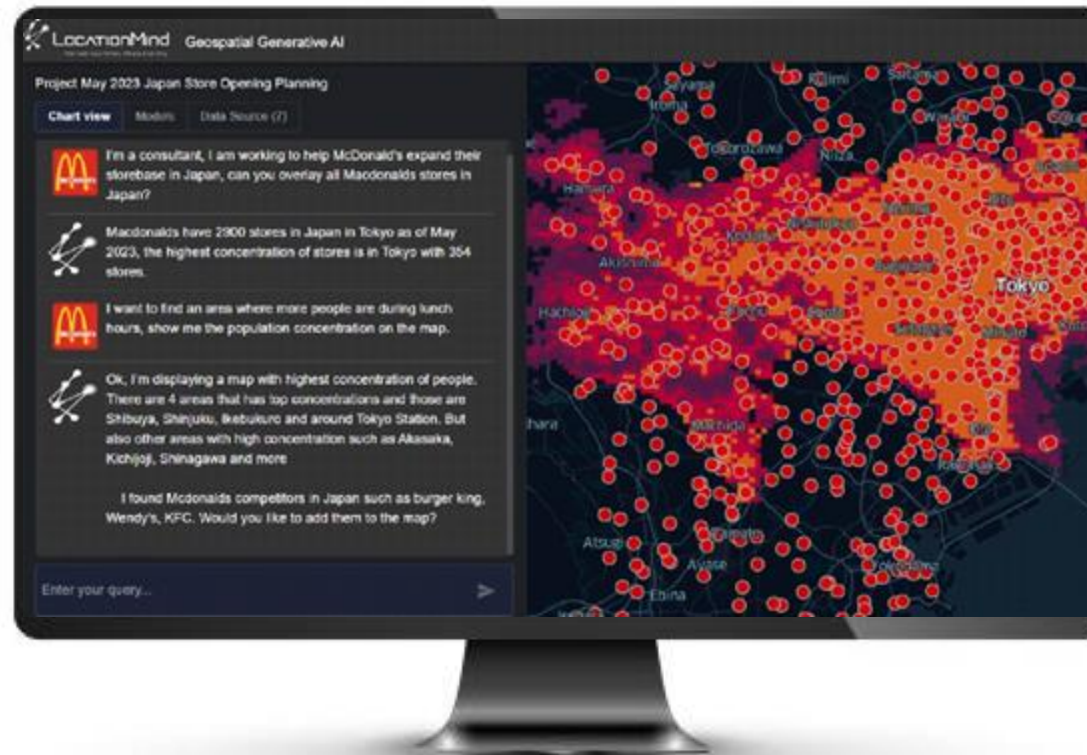 LOCATIONMIND
Geospatial Generative AI
Project May 2023 Japan Store Opening Planning
Chart view
Models
Data Source (7)
I'm a consultant, I am working to help McDonald's expand their
storebase in Japan, can you overlay all Macdonalds stores in
Japan?
Macdonalds have 2900 stores in Japan in Tokyo as of May
2023, the highest concentration of stores is in Tokyo with 354
stores.
I want to find an area where more people are during lunch
hours, show me the population concentration on the map.
Ok, I'm displaying a map with highest concentration of people.
There are 4 areas that has top concentrations and those are
Shibuya, Shinjuku, Ikebukuro and around Tokyo Station. But
also other areas with high concentration such as Akasaka,
Kichijoji, Shinagawa and more
I found Mcdonalds competitors in Japan such as burger king,
Wendy's, KFC. Would you like to add them to the map?
Enter your query...
Tokorozawa
Niiza
Kodaira
Akishima
Tokyo
Fuchu
Machida
Atsugi
Ayase
Ebina
Yokohama